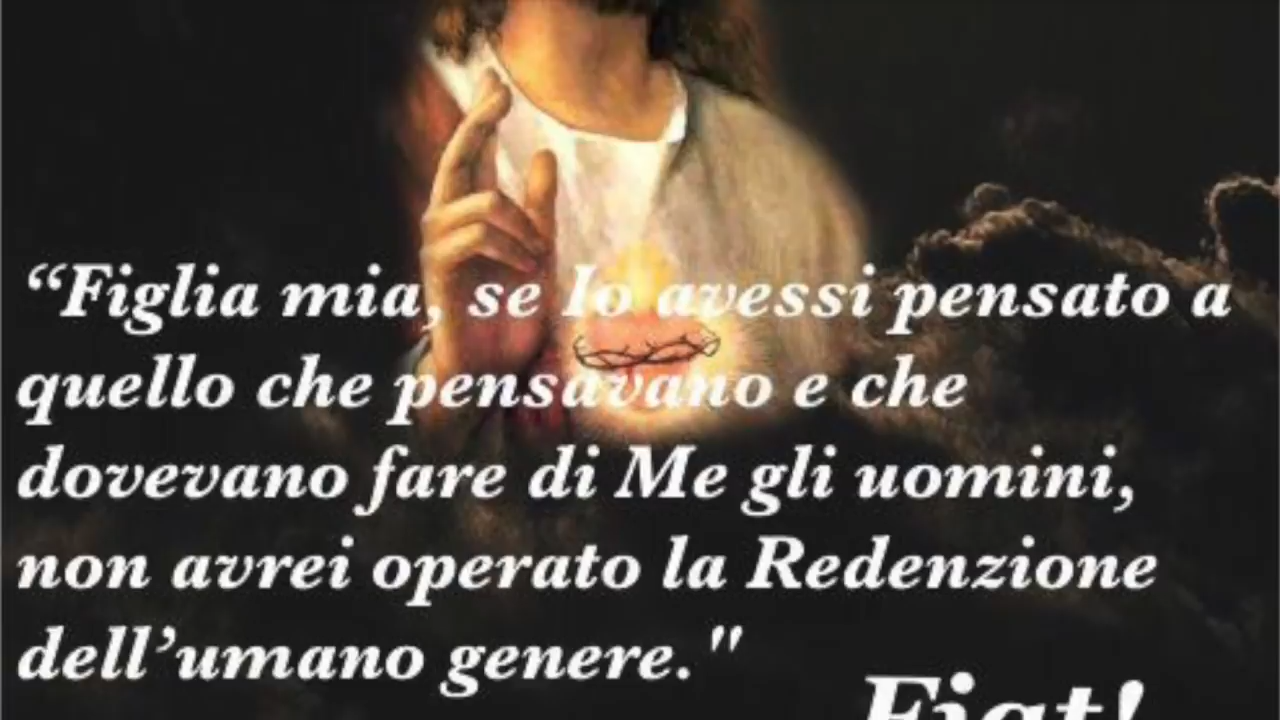 “Figlia mia, se Io avessi pensato a
quello che pensavano e che
dovevano fare di Me gli uomini,
non avrei operato la Redenzione
dell’umano genere."
Fiat!